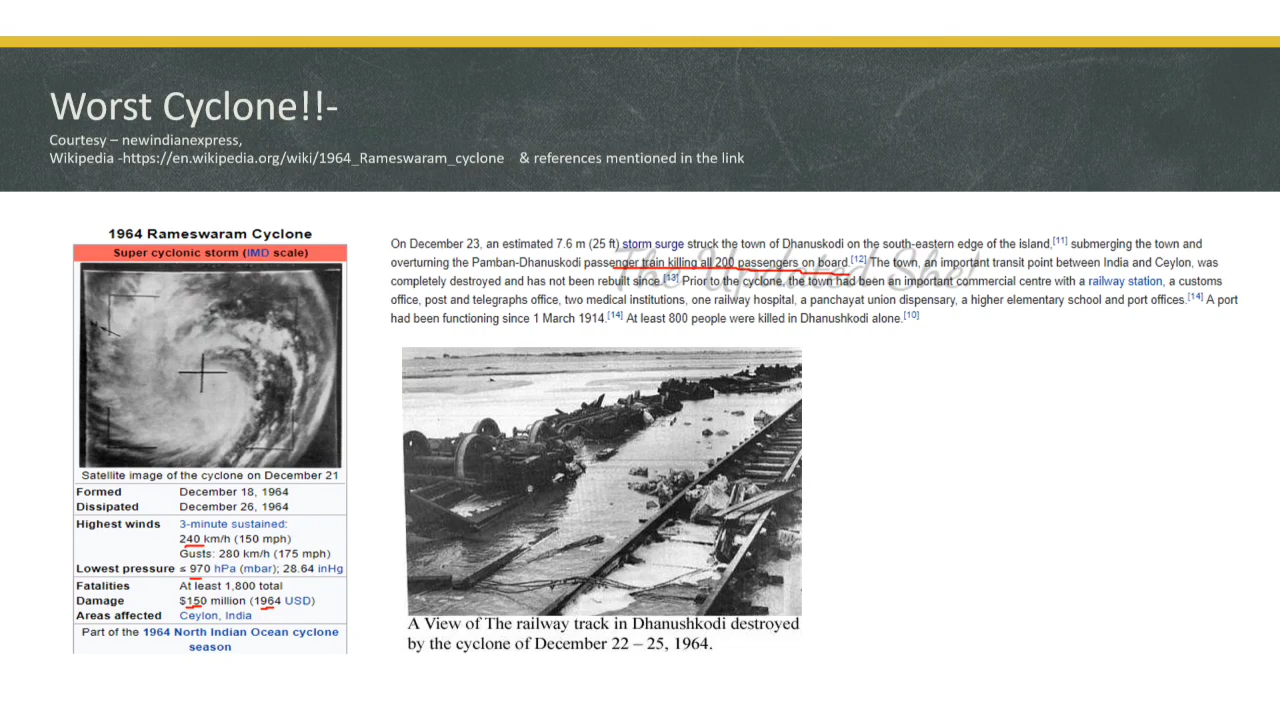 Worst Cyclone!!-
Courtesy – newindianexpress,
Wikipedia -https://en.wikipedia.org/wiki/1964_Rameswaram_cyclone & references mentioned in the link
1964 Rameswaram Cyclone
Super cyclonic storm (IMD scale)
Satellite image of the cyclone on December 21
Formed December 18, 1964
Dissipated December 26, 1964
Highest winds 3-minute sustained:
240 km/h (150 mph)
Gusts: 280 km/h (175 mph)
Lowest pressure ≤ 970 hPa (mbar); 28.64 inHg
Fatalities At least 1,800 total
Damage $150 million (1964 USD)
Areas affected Ceylon, India
Part of the 1964 North Indian Ocean cyclone
season
On December 23, an estimated 7.6 m (25 ft) storm surge struck the town of Dhanuskodi on the south-eastern edge of the island,[11] submerging the town and
overturning the Pamban-Dhanuskodi passenger train killing all 200 passengers on board.[12] The town, an important transit point between India and Ceylon, was
completely destroyed and has not been rebuilt since.[13] Prior to the cyclone, the town had been an important commercial centre with a railway station, a customs
office, post and telegraphs office, two medical institutions, one railway hospital, a panchayat union dispensary, a higher elementary school and port offices.[14] A port
had been functioning since 1 March 1914.[14] At least 800 people were killed in Dhanushkodi alone.[10]
The Updated She!
A View of The railway track in Dhanushkodi destroyed
by the cyclone of December 22 – 25, 1964.